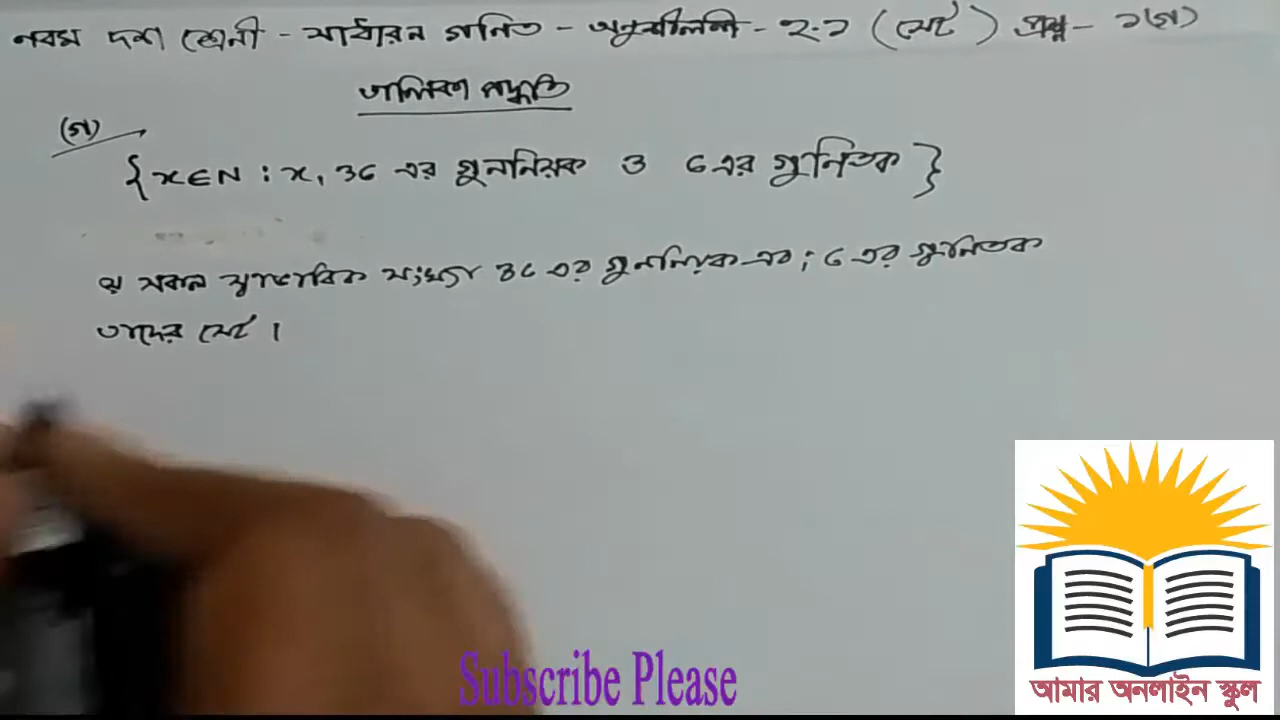 নবম দশ শ্রেনী - সাধারন গনিত - অনুশীলনী - ২.১ (সেট) প্রশ্ন - ১(গ)
তালিকা পদ্ধতি
(গ)
{x∈N : x, 36 এর গুননিয়ক ও 6 এর গুনিতক}
যে সকল স্বাভাবিক সংখ্যা 36 এর গুননিয়ক এবং 6 এর গুনিতক
তাদের সেট ।
Subscribe Please
আমার অনলাইন স্কুল